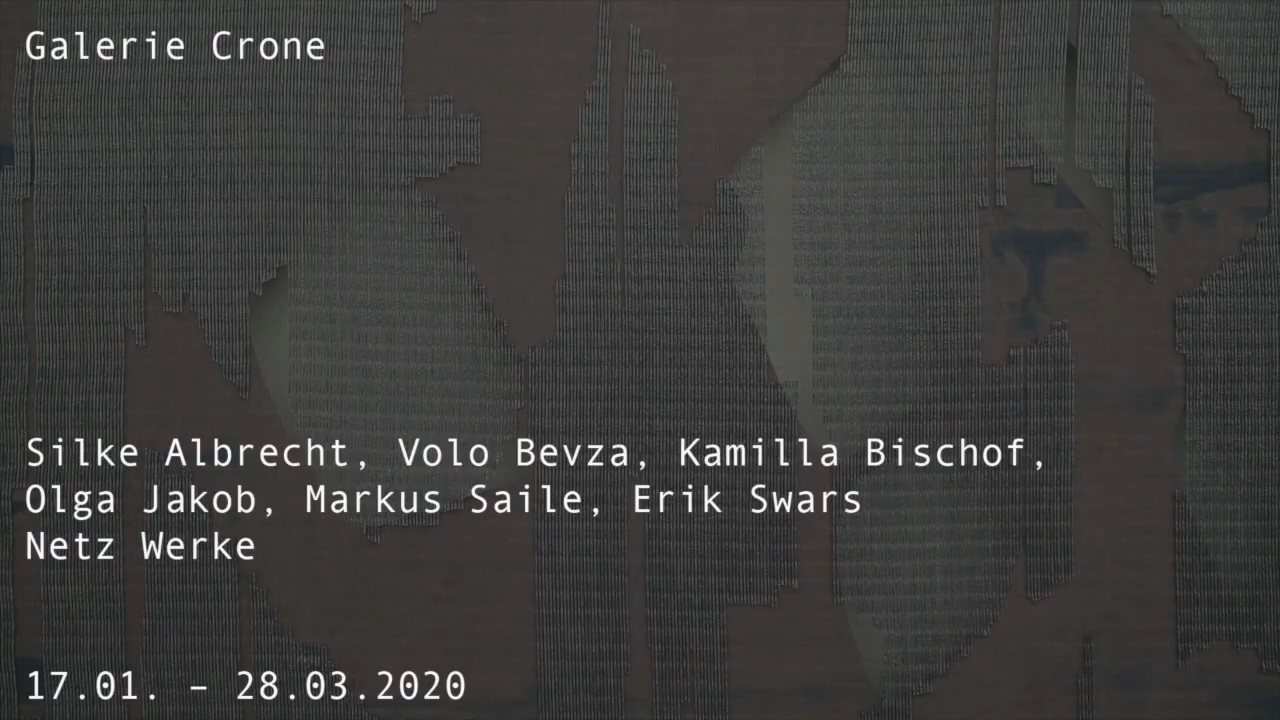 Galerie Crone
Silke Albrecht, Volo Bevza, Kamilla Bischof,
Olga Jakob, Markus Saile, Erik Swars
Netz Werke
17.01. – 28.03.2020